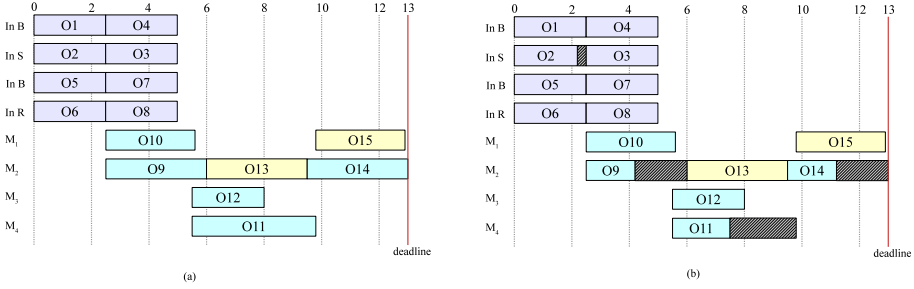 0 2 4 6 8 10 12 13
In B O1 O4
In S O2 O3
In B O5 O7
In R O6 O8
M1 O10 O15
M2 O9 O13 O14
M3 O12
M4 O11
deadline
(a)
0 2 4 6 8 10 12 13
In B O1 O4
In S O2 O3
In B O5 O7
In R O6 O8
M1 O10 O15
M2 O9 O13 O14
M3 O12
M4 O11
deadline
(b)